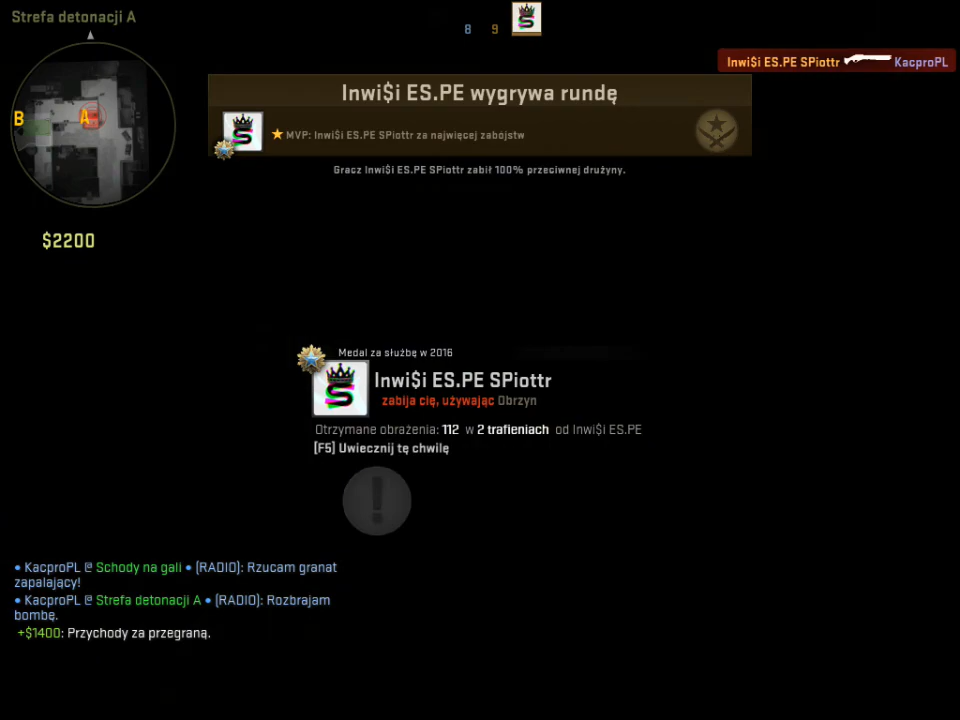 Strefa detonacji A
8 9
Inwi$i ES.PE SPiottr KacproPL
Inwi$i ES.PE wygrywa rundę
MVP: Inwi$i ES.PE SPiottr za najwięcej zabójstw
Gracz Inwi$i ES.PE SPiottr zabił 100% przeciwnej drużyny.
B A
$2200
Medal za służbę w 2016
Inwi$i ES.PE SPiottr
zabija cię, używając Obrzyn
Otrzymane obrażenia: 112 w 2 trafieniach od Inwi$i ES.PE
[F5] Uwiecznij tę chwilę
• KacproPL @ Schody na gali • (RADIO): Rzucam granat
zapalający!
• KacproPL @ Strefa detonacji A • (RADIO): Rozbrajam
bombę.
+$1400: Przychody za przegraną.